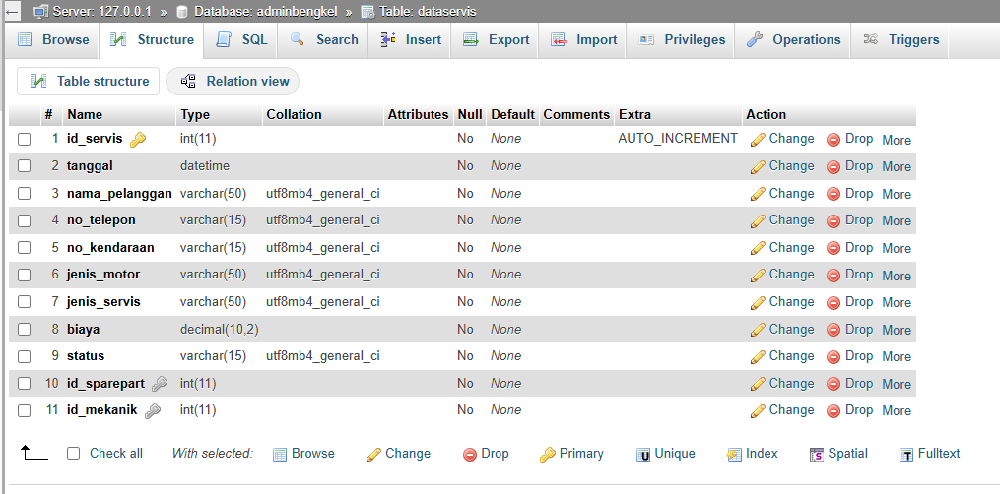 Server: 127.0.0.1 » Database: adminbengkel » Table: dataservis
Browse Structure SQL Search Insert Export Import Privileges Operations Triggers
Table structure Relation view
# Name Type Collation Attributes Null Default Comments Extra Action
1 id_servis int(11) No None AUTO_INCREMENT Change Drop More
2 tanggal datetime No None Change Drop More
3 nama_pelanggan varchar(50) utf8mb4_general_ci No None Change Drop More
4 no_telepon varchar(15) utf8mb4_general_ci No None Change Drop More
5 no_kendaraan varchar(15) utf8mb4_general_ci No None Change Drop More
6 jenis_motor varchar(50) utf8mb4_general_ci No None Change Drop More
7 jenis_servis varchar(50) utf8mb4_general_ci No None Change Drop More
8 biaya decimal(10,2) No None Change Drop More
9 status varchar(15) utf8mb4_general_ci No None Change Drop More
10 id_sparepart int(11) No None Change Drop More
11 id_mekanik int(11) No None Change Drop More
Check all With selected: Browse Change Drop Primary Unique Index Spatial Fulltext